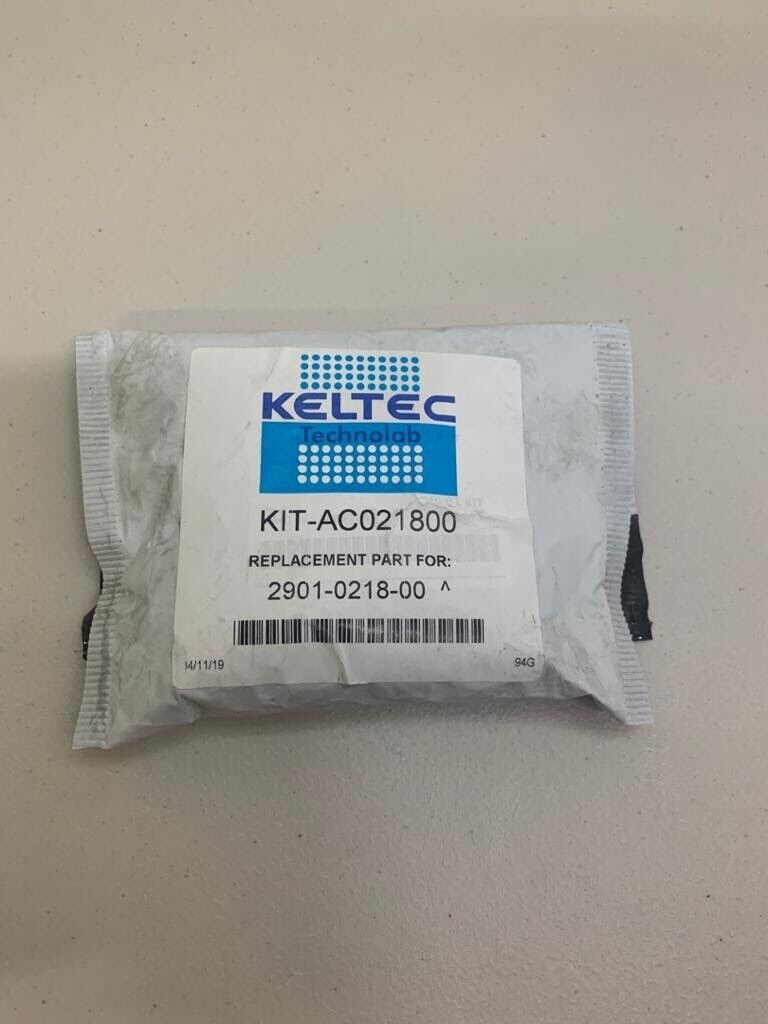 KELTEC
Technolab
KIT-AC021800
REPLACEMENT PART FOR:
2901-0218-00 ^
14/11/19
94G